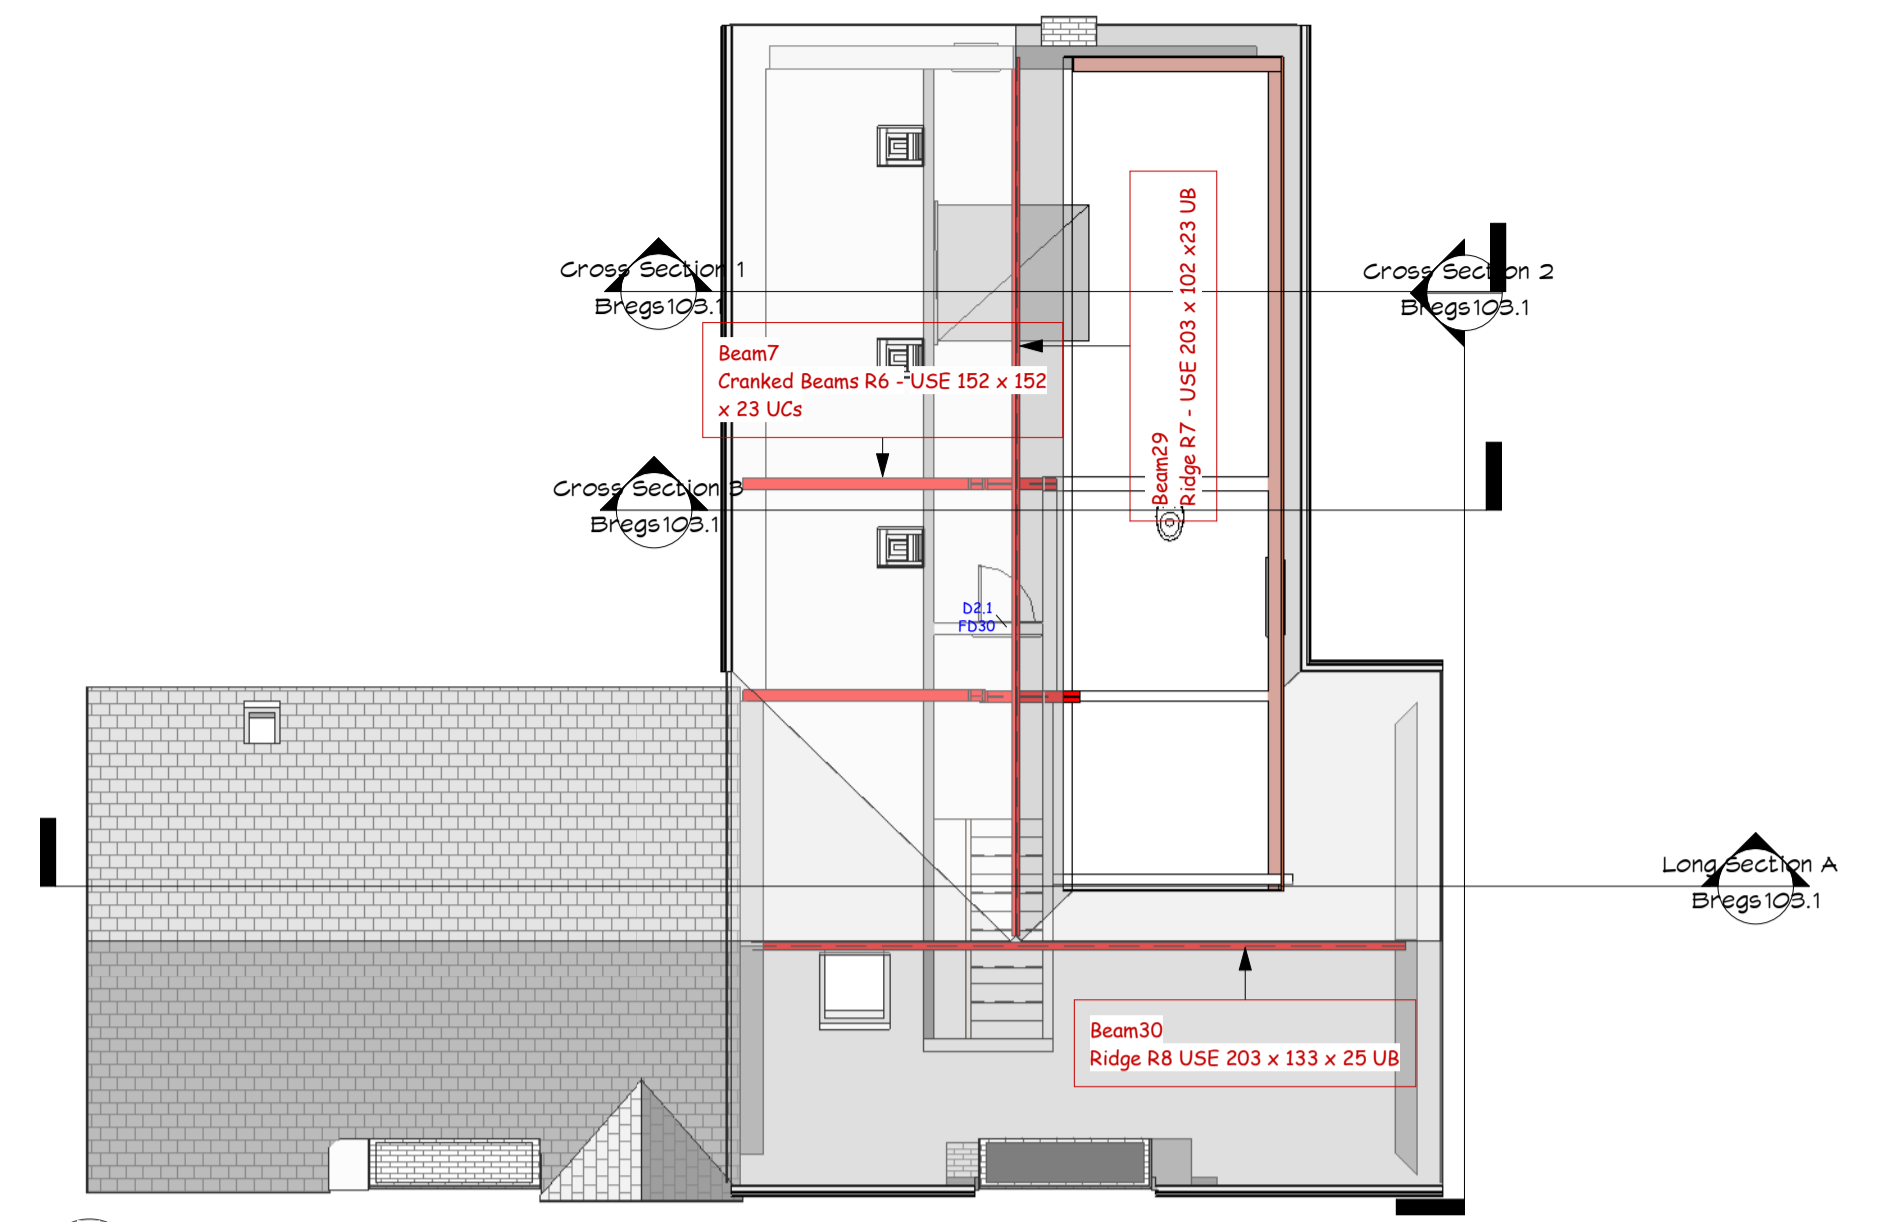 Cross Section 1
Bregs103.1
Cross Section 2
Bregs103.1
Beam29
Ridge R7 - USE 203 x 102 x23 UB
Beam7
Cranked Beams R6 - USE 152 x 152
x 23 UCs
Cross Section 3
Bregs103.1
D2.1
FD30
Long Section A
Bregs103.1
Beam30
Ridge R8 USE 203 x 133 x 25 UB